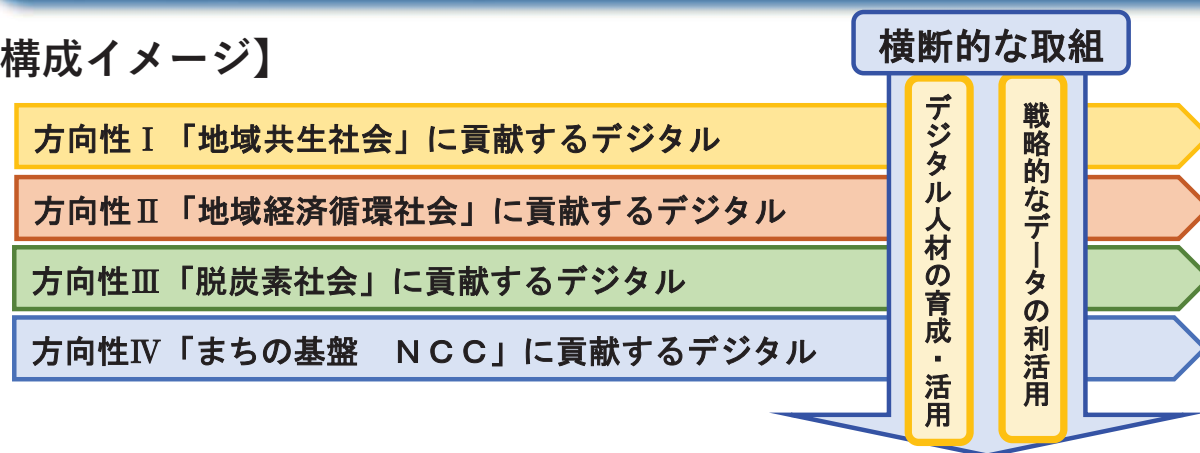 構成イメージ】
横断的な取組
方向性Ⅰ「地域共生社会」に貢献するデジタル
方向性Ⅱ「地域経済循環社会」に貢献するデジタル
方向性Ⅲ「脱炭素社会」に貢献するデジタル
方向性Ⅳ「まちの基盤　ＮＣＣ」に貢献するデジタル
デジタル人材の育成・活用
戦略的なデータの利活用